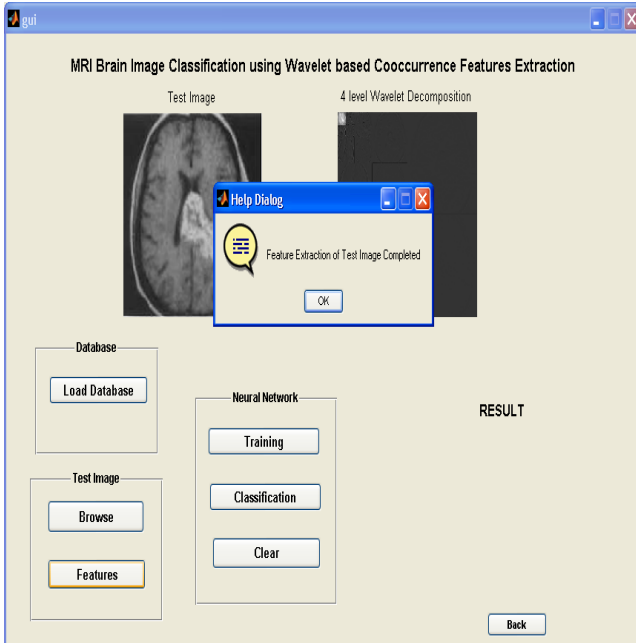 gui
MRI Brain Image Classification using Wavelet based Cooccurrence Features Extraction
Test Image
4 level Wavelet Decomposition
Help Dialog
Feature Extraction of Test Image Completed
OK
Database
Load Database
Neural Network
Training
Classification
Clear
RESULT
Test Image
Browse
Features
Back